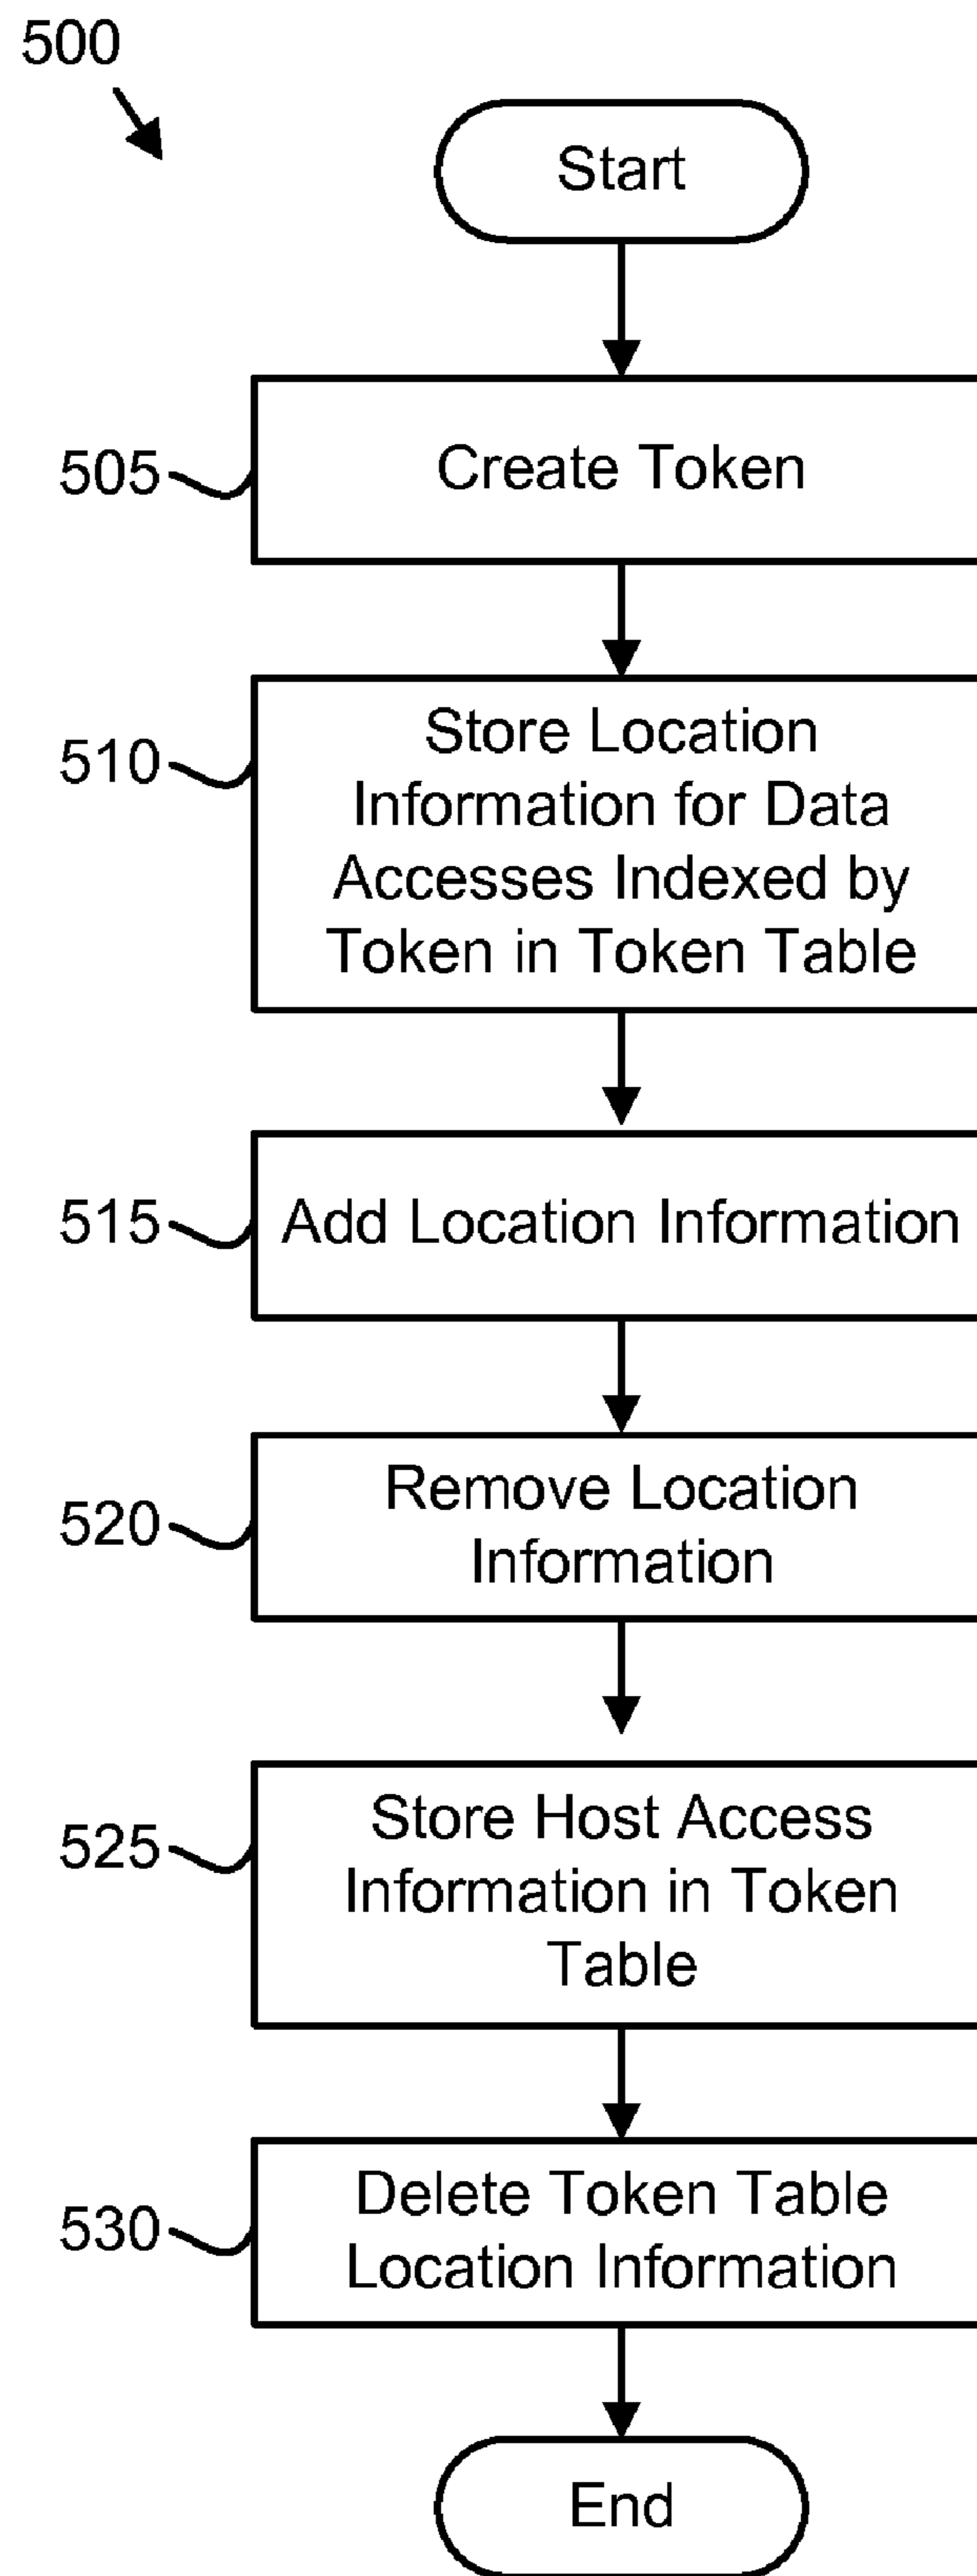 500
Start
505
Create Token
510
Store Location
Information for Data
Accesses Indexed by
Token in Token Table
515
Add Location Information
520
Remove Location
Information
525
Store Host Access
Information in Token
Table
530
Delete Token Table
Location Information
End